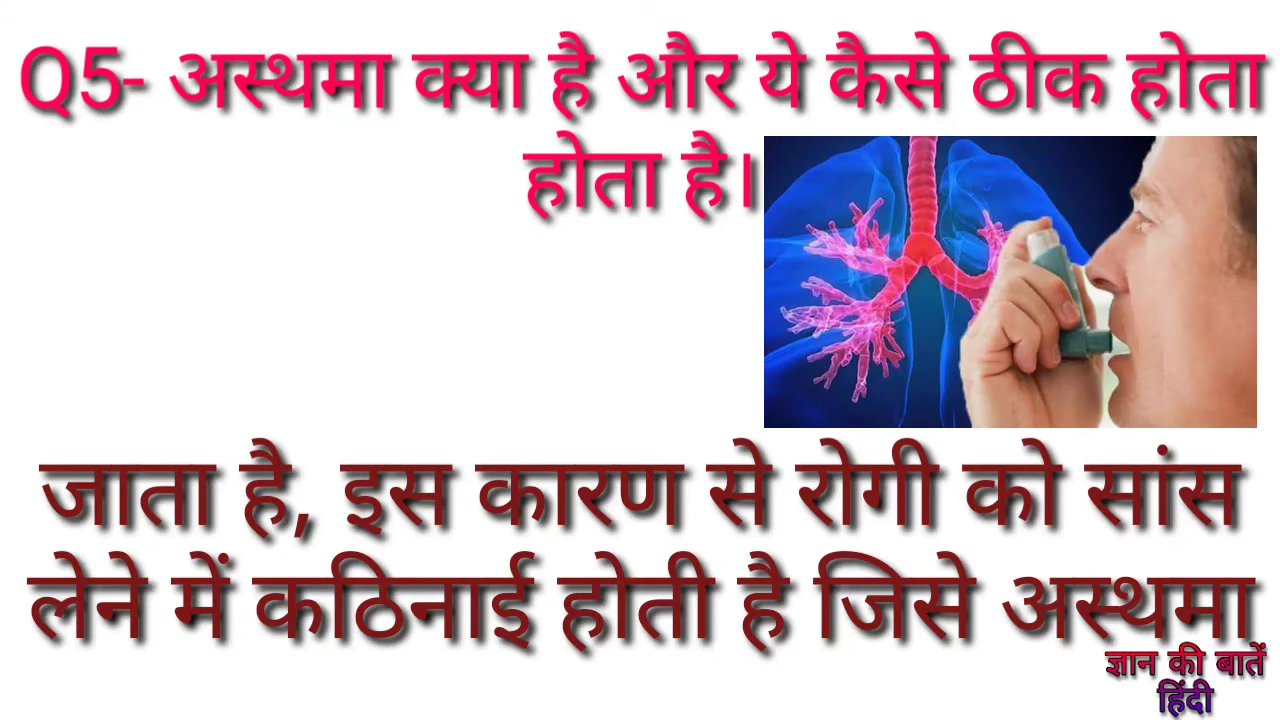 Q5- अस्थमा क्या है और ये कैसे ठीक होता
होता है।
जाता है, इस कारण से रोगी को सांस
लेने में कठिनाई होती है जिसे अस्थमा
ज्ञान की बातें
हिंदी